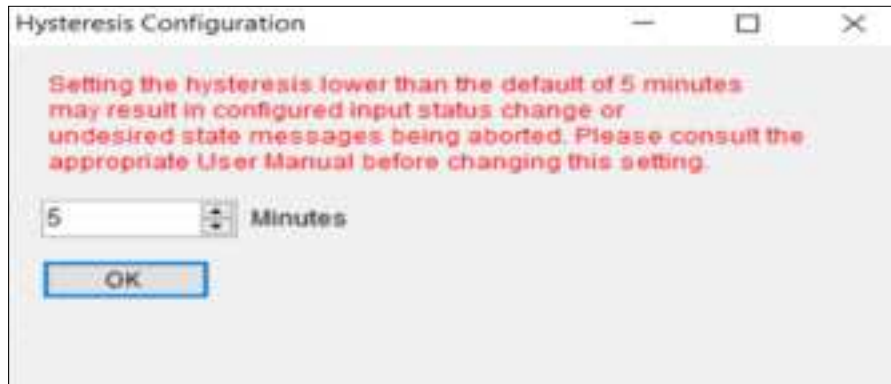 Hysteresis Configuration
Setting the hysteresis lower than the default of 5 minutes
may result in configured input status change or
undesired state messages being aborted. Please consult the
appropriate User Manual before changing this setting.
5 Minutes
OK